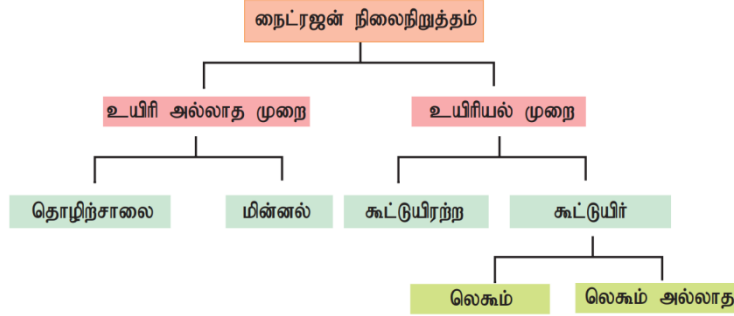 நைட்ரஜன் நிலைநிறுத்தம்
உயிரி அல்லாத முறை
உயிரியல் முறை
தொழிற்சாலை
மின்னல்
கூட்டுயிரற்ற
கூட்டுயிர்
லெகூம்
லெகூம் அல்லாத